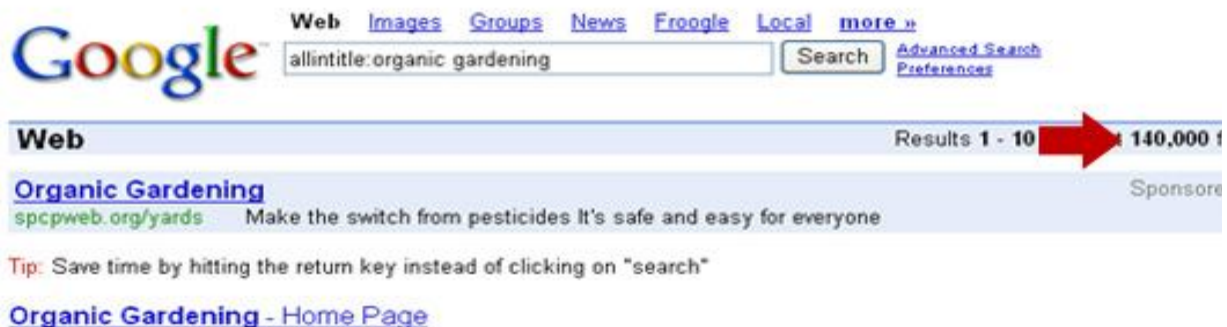 Google
Web Images Groups News Froogle Local more »
allintitle:organic gardening Search Advanced Search
Preferences
Web Results 1 - 10 140,000
Organic Gardening
spcpweb.org/yards Make the switch from pesticides It's safe and easy for everyone
Tip: Save time by hitting the return key instead of clicking on "search"
Organic Gardening - Home Page